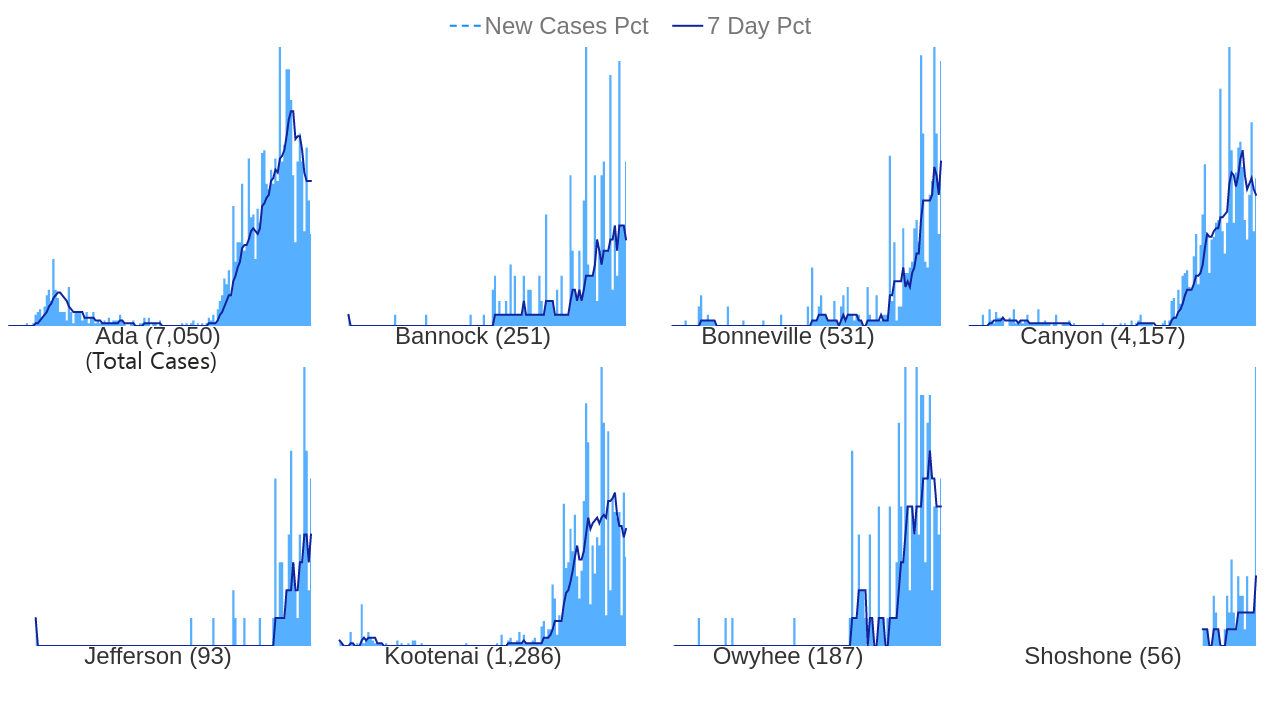 New Cases Pct 7 Day Pct
Ada (7,050) Bannock (251) Bonneville (531) Canyon (4,157)
(Total Cases)
Jefferson (93) Kootenai (1,286) Owyhee (187) Shoshone (56)